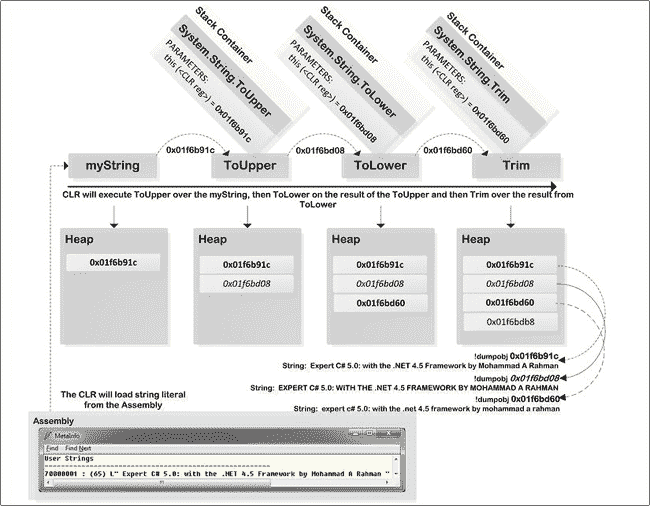 Stack Container
System.String.ToUpper
PARAMETERS:
this (<CLR reg>) = 0x01f6b91c
Stack Container
System.String.ToLower
PARAMETERS:
this (<CLR reg>) = 0x01f6bd08
Stack Container
System.String.Trim
PARAMETERS:
this (<CLR reg>) = 0x01f6bd60
0x01f6b91c
0x01f6bd08
0x01f6bd60
myString
ToUpper
ToLower
Trim
CLR will execute ToUpper over the myString, then ToLower on the result of the ToUpper and then Trim over the result from
ToLower
Heap
0x01f6b91c
Heap
0x01f6b91c
0x01f6bd08
Heap
0x01f6b91c
0x01f6bd08
0x01f6bd60
Heap
0x01f6b91c
0x01f6bd08
0x01f6bd60
0x01f6bdb8
!dumpobj 0x01f6b91c
String: Expert C# 5.0: with the .NET 4.5 Framework by Mohammad A Rahman
!dumpobj 0x01f6bd08
String: EXPERT C# 5.0: WITH THE .NET 4.5 FRAMEWORK BY MOHAMMAD A RAHMAN
!dumpobj 0x01f6bd60
String: expert c# 5.0: with the .net 4.5 framework by mohammad a rahman
The CLR will load string literal
from the Assembly
Assembly
MetaInfo
Find Find Next
User Strings
-------------------------------------------------------
70000001 : (65) L" Expert C# 5.0: with the .NET 4.5 Framework by Mohammad A Rahman "